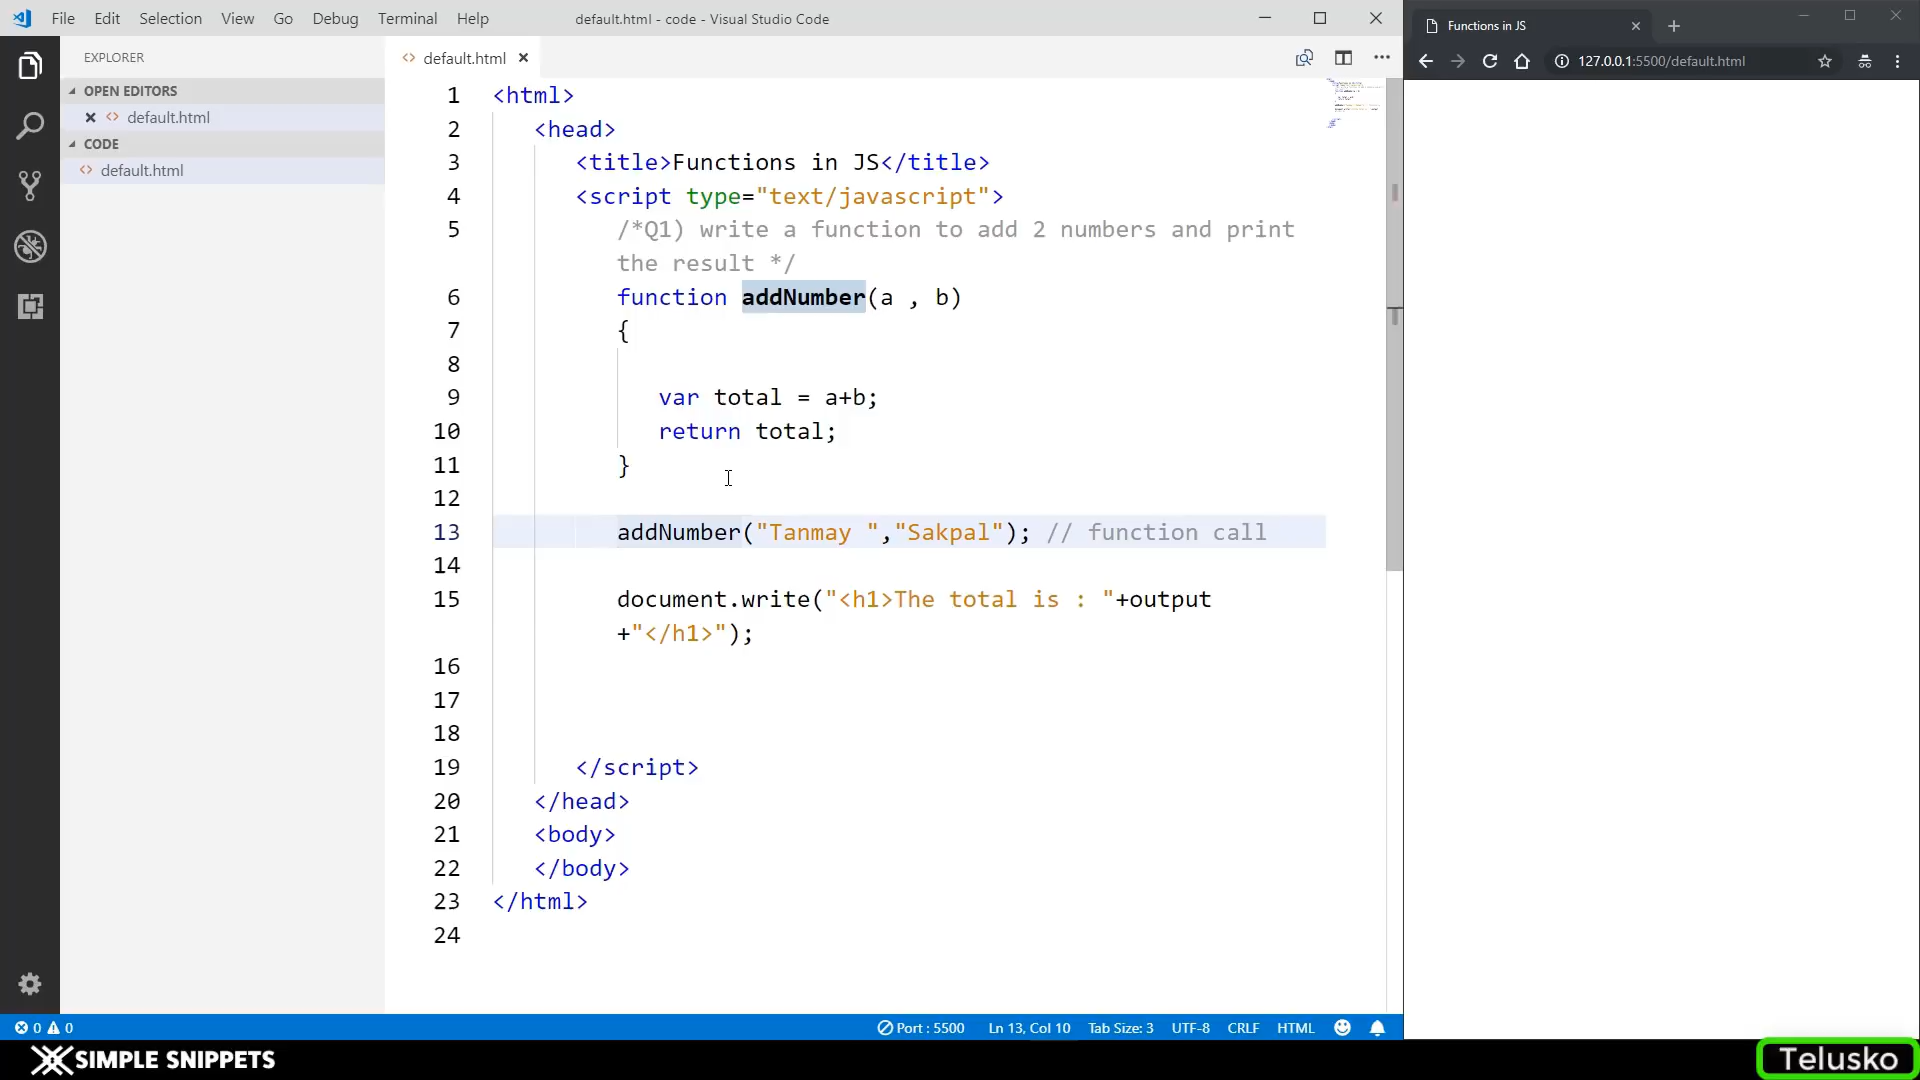 File Edit Selection View Go Debug Terminal Help
default.html - code - Visual Studio Code
Functions in JS
127.0.0.1:5500/default.html
EXPLORER
OPEN EDITORS
default.html
CODE
default.html
default.html
1 <html>
2 <head>
3 <title>Functions in JS</title>
4 <script type="text/javascript">
5 /*Q1) write a function to add 2 numbers and print
the result */
6 function addNumber(a , b)
7 {
8
9 var total = a+b;
10 return total;
11 }
12
13 addNumber("Tanmay ","Sakpal"); // function call
14
15 document.write("<h1>The total is : "+output
+"</h1>");
16
17
18
19 </script>
20 </head>
21 <body>
22 </body>
23 </html>
24
0 0
Port : 5500 Ln 13, Col 10 Tab Size: 3 UTF-8 CRLF HTML
SIMPLE SNIPPETS
Telusko